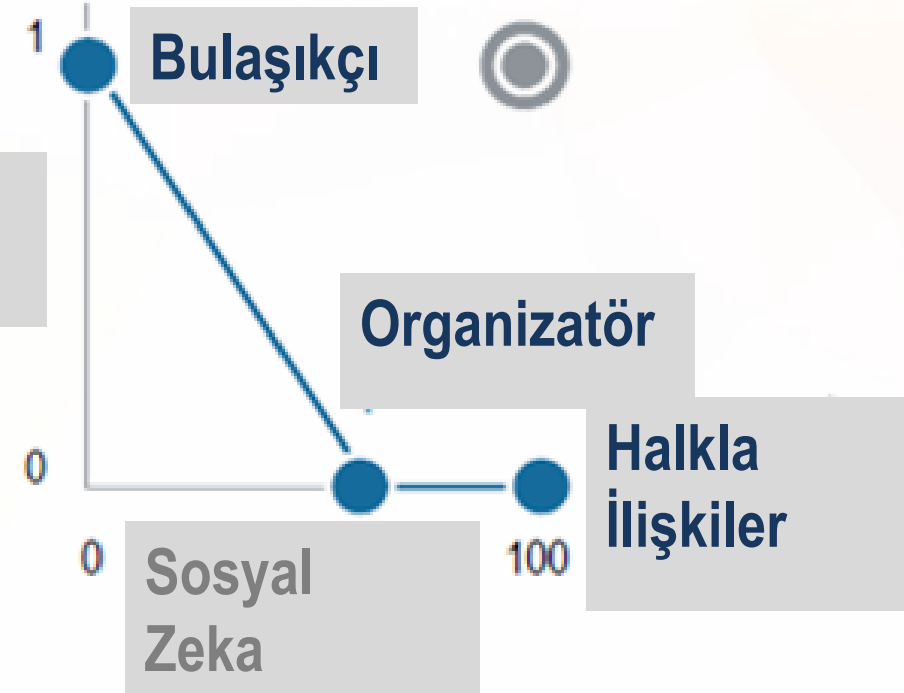 1
Bulaşıkçı
Organizatör
0
Halkla
İlişkiler
0
100
Sosyal
Zeka